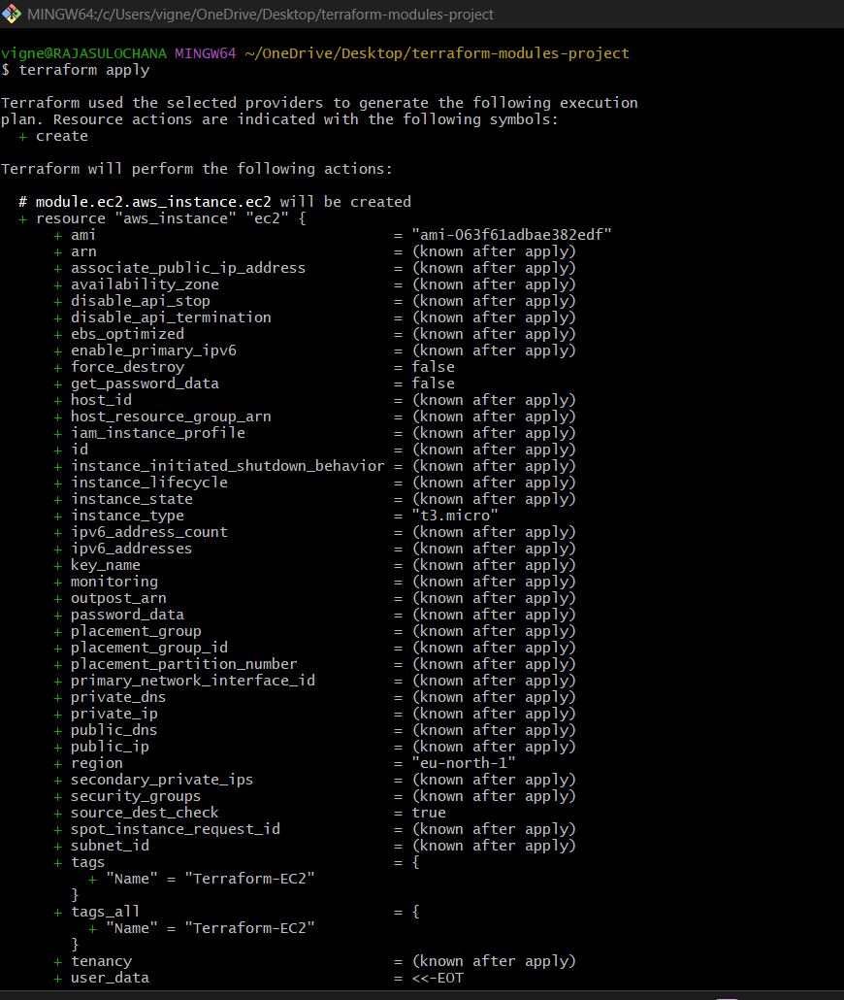 MINGW64:/c/Users/vigne/OneDrive/Desktop/terraform-modules-project
vigne@RAJASULOCHANA MINGW64 ~/OneDrive/Desktop/terraform-modules-project
$ terraform apply
Terraform used the selected providers to generate the following execution
plan. Resource actions are indicated with the following symbols:
  + create
Terraform will perform the following actions:
  # module.ec2.aws_instance.ec2 will be created
  + resource "aws_instance" "ec2" {
      + ami                                  = "ami-063f61adbae382edf"
      + arn                                  = (known after apply)
      + associate_public_ip_address          = (known after apply)
      + availability_zone                    = (known after apply)
      + disable_api_stop                     = (known after apply)
      + disable_api_termination              = (known after apply)
      + ebs_optimized                        = (known after apply)
      + enable_primary_ipv6                  = (known after apply)
      + force_destroy                        = false
      + get_password_data                    = false
      + host_id                              = (known after apply)
      + host_resource_group_arn              = (known after apply)
      + iam_instance_profile                 = (known after apply)
      + id                                   = (known after apply)
      + instance_initiated_shutdown_behavior = (known after apply)
      + instance_lifecycle                   = (known after apply)
      + instance_state                       = (known after apply)
      + instance_type                        = "t3.micro"
      + ipv6_address_count                   = (known after apply)
      + ipv6_addresses                       = (known after apply)
      + key_name                             = (known after apply)
      + monitoring                           = (known after apply)
      + outpost_arn                          = (known after apply)
      + password_data                        = (known after apply)
      + placement_group                      = (known after apply)
      + placement_group_id                   = (known after apply)
      + placement_partition_number           = (known after apply)
      + primary_network_interface_id         = (known after apply)
      + private_dns                          = (known after apply)
      + private_ip                           = (known after apply)
      + public_dns                           = (known after apply)
      + public_ip                            = (known after apply)
      + region                               = "eu-north-1"
      + secondary_private_ips                = (known after apply)
      + security_groups                      = (known after apply)
      + source_dest_check                    = true
      + spot_instance_request_id             = (known after apply)
      + subnet_id                            = (known after apply)
      + tags                                 = {
          + "Name" = "Terraform-EC2"
        }
      + tags_all                             = {
          + "Name" = "Terraform-EC2"
        }
      + tenancy                              = (known after apply)
      + user_data                            = <<-EOT